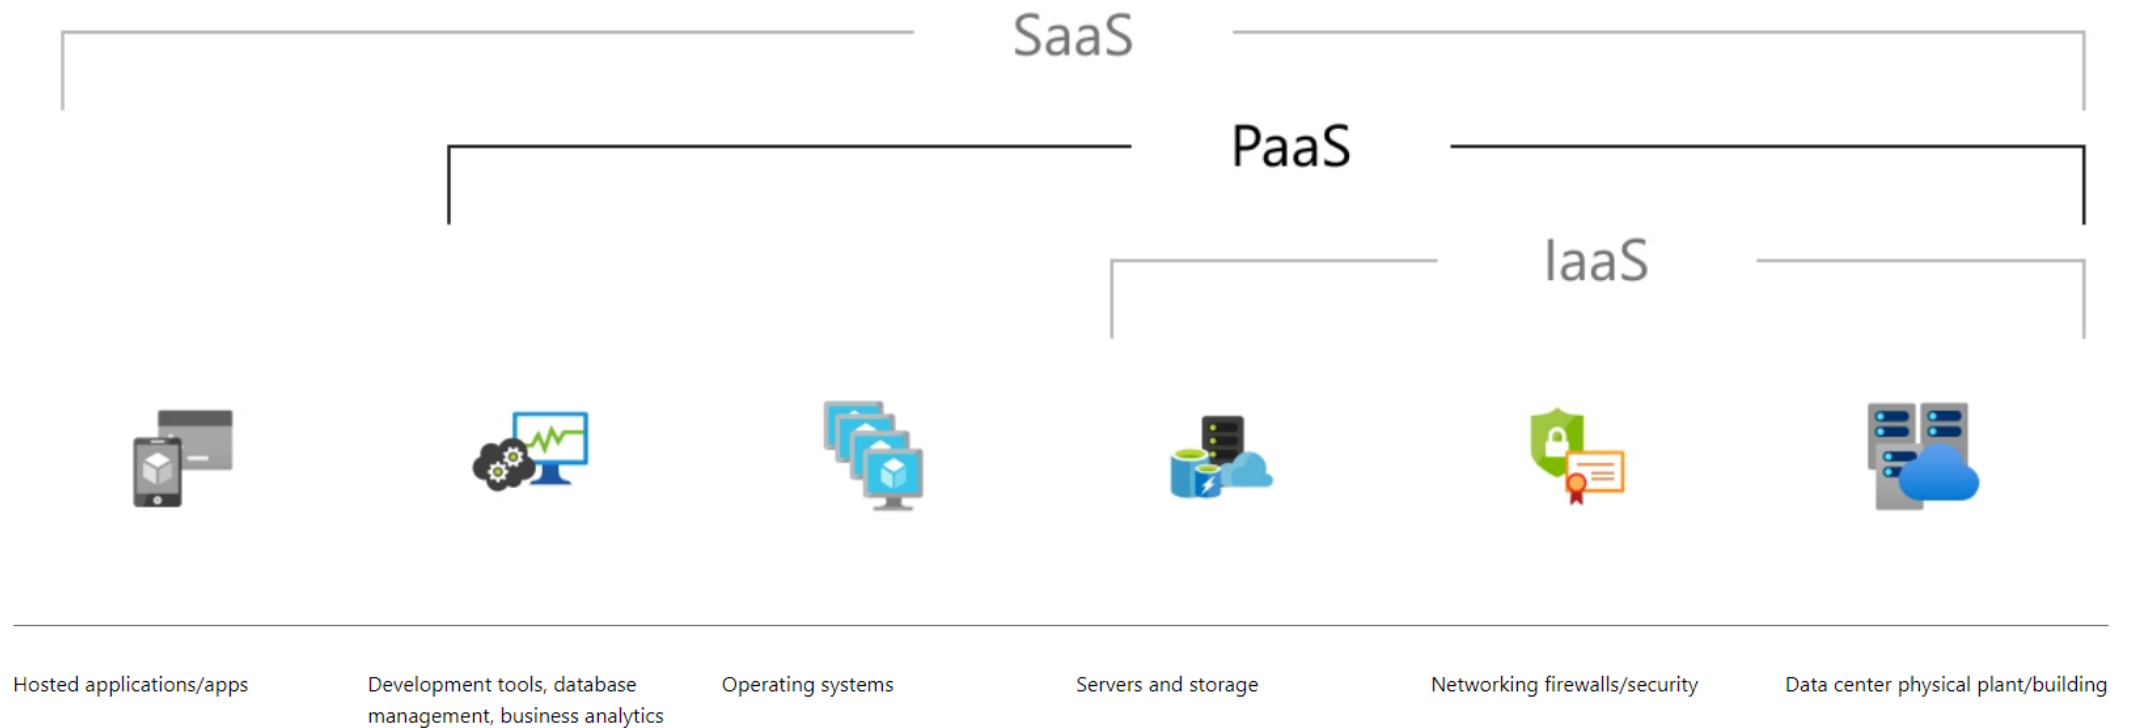 SaaS
PaaS
IaaS
Hosted applications/apps
Development tools, database
management, business analytics
Operating systems
Servers and storage
Networking firewalls/security
Data center physical plant/building